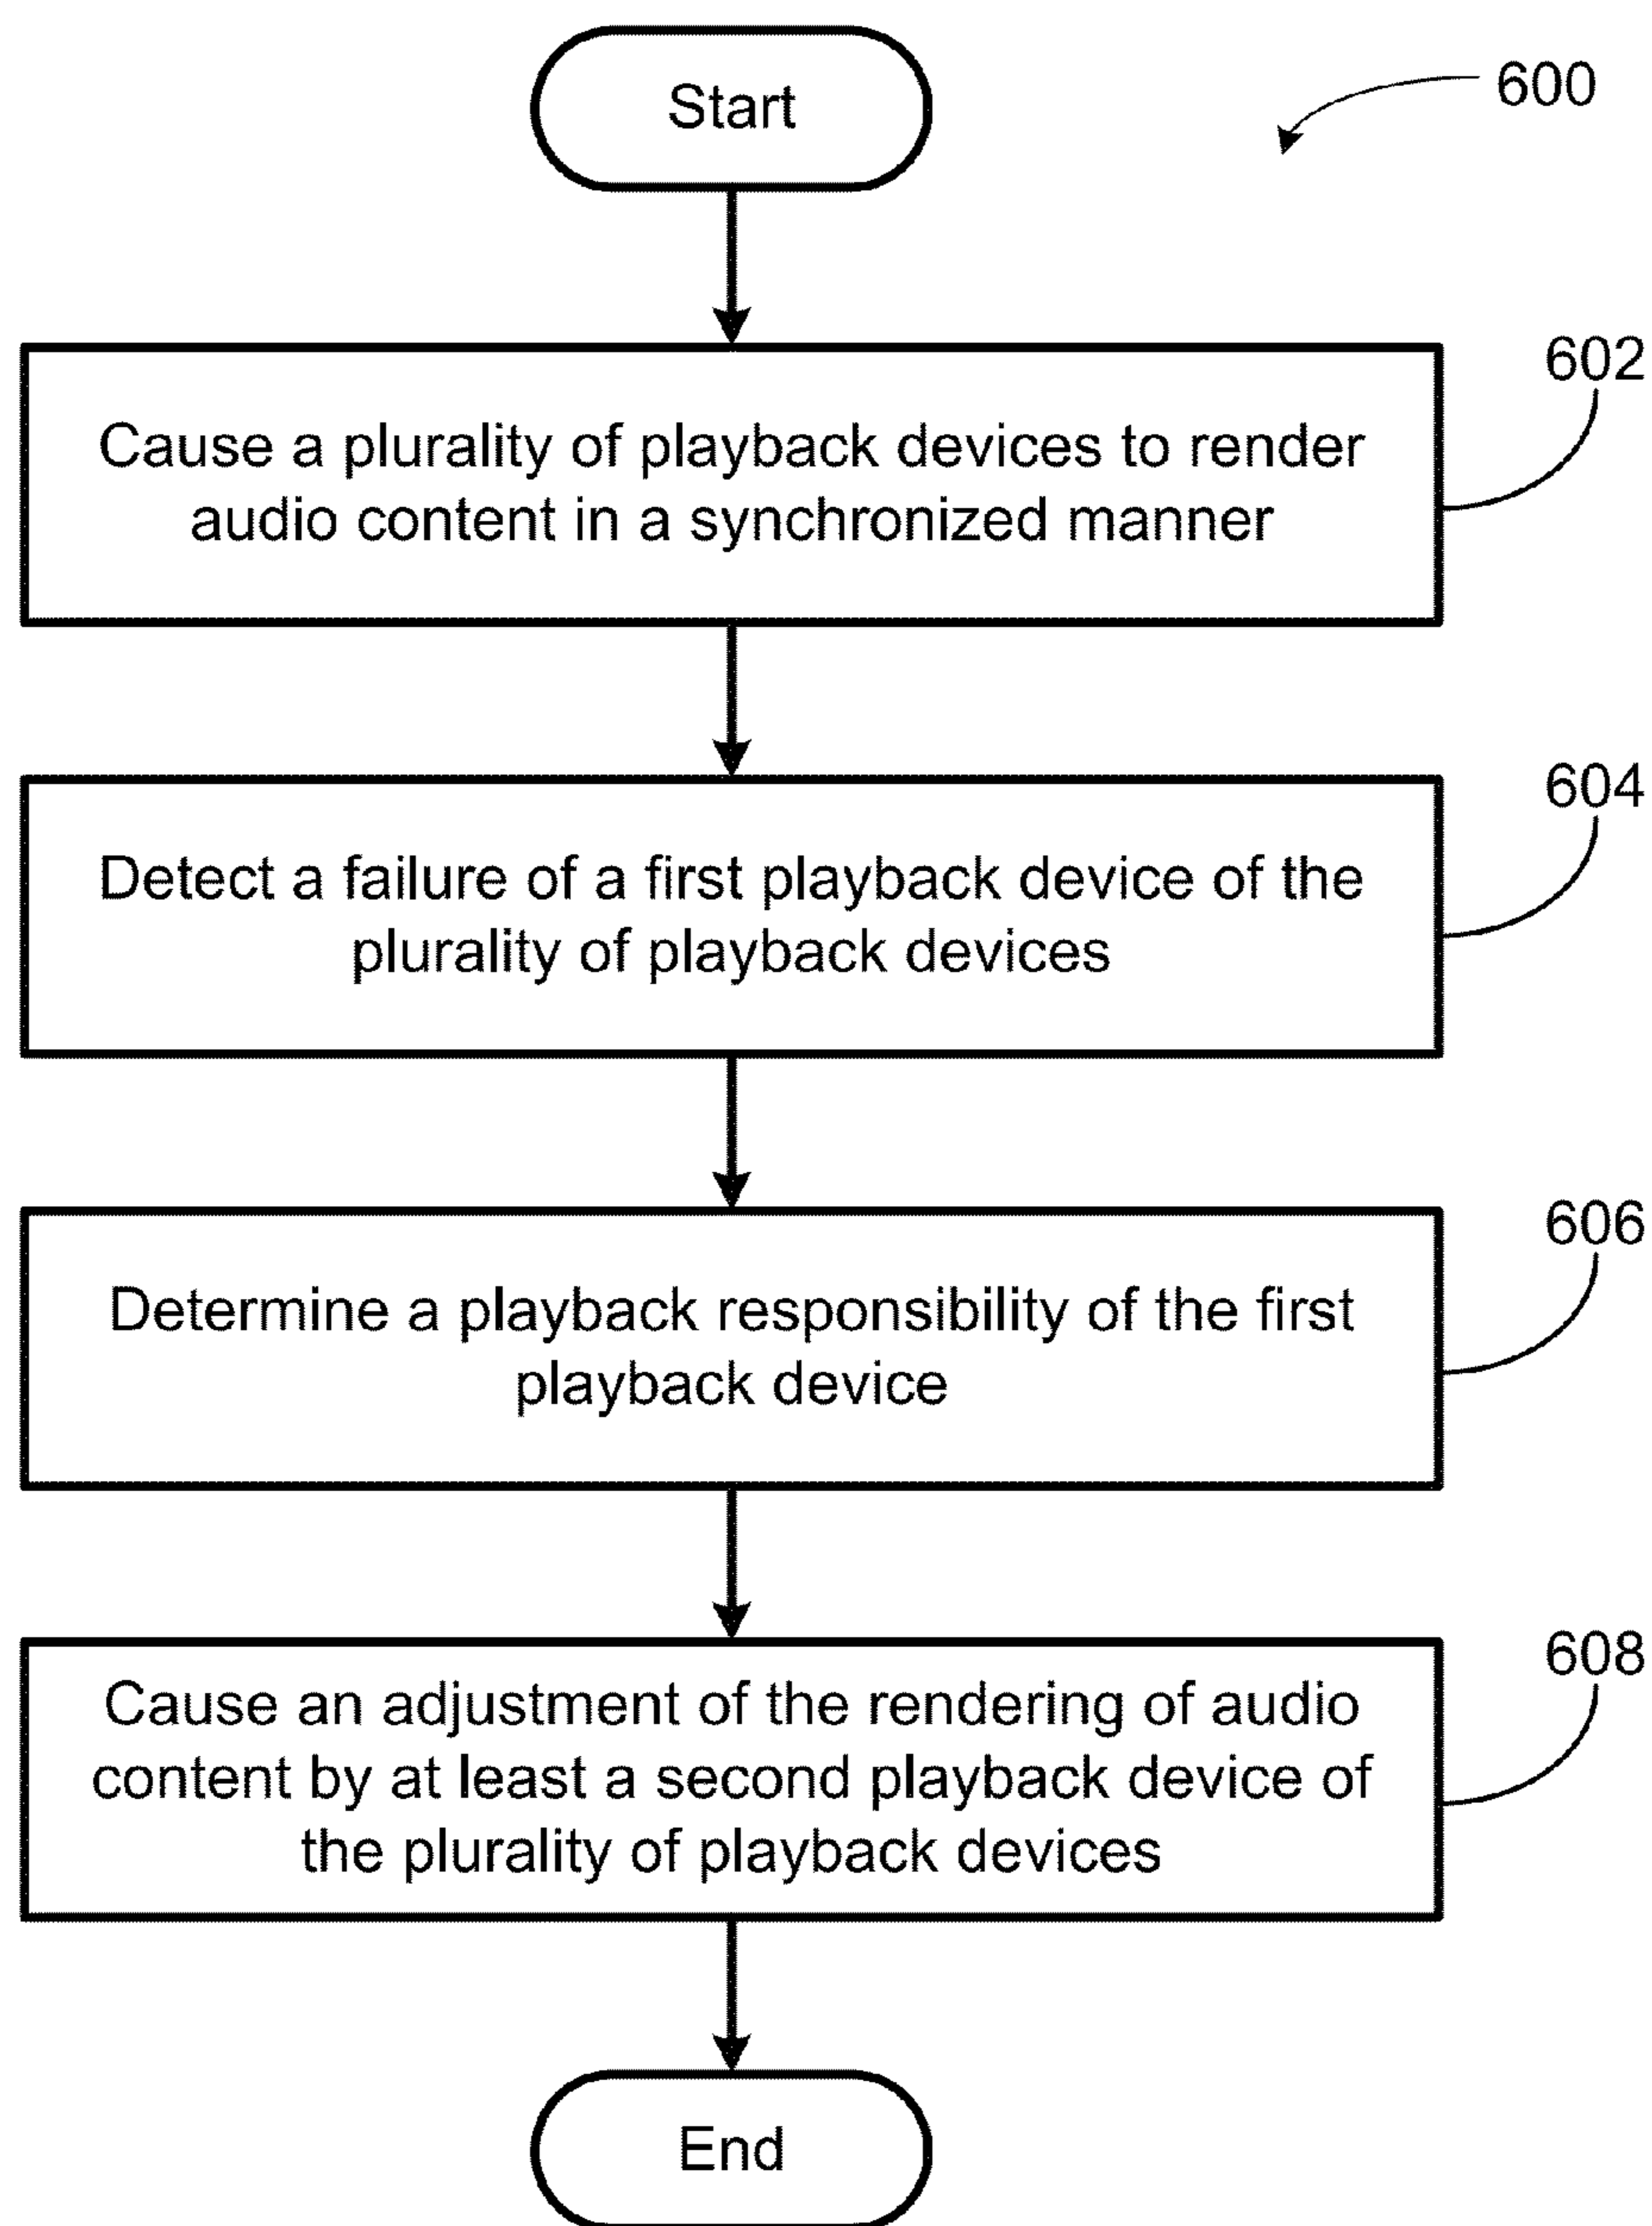 Start
600
602
Cause a plurality of playback devices to render
audio content in a synchronized manner
604
Detect a failure of a first playback device of the
plurality of playback devices
606
Determine a playback responsibility of the first
playback device
608
Cause an adjustment of the rendering of audio
content by at least a second playback device of
the plurality of playback devices
End